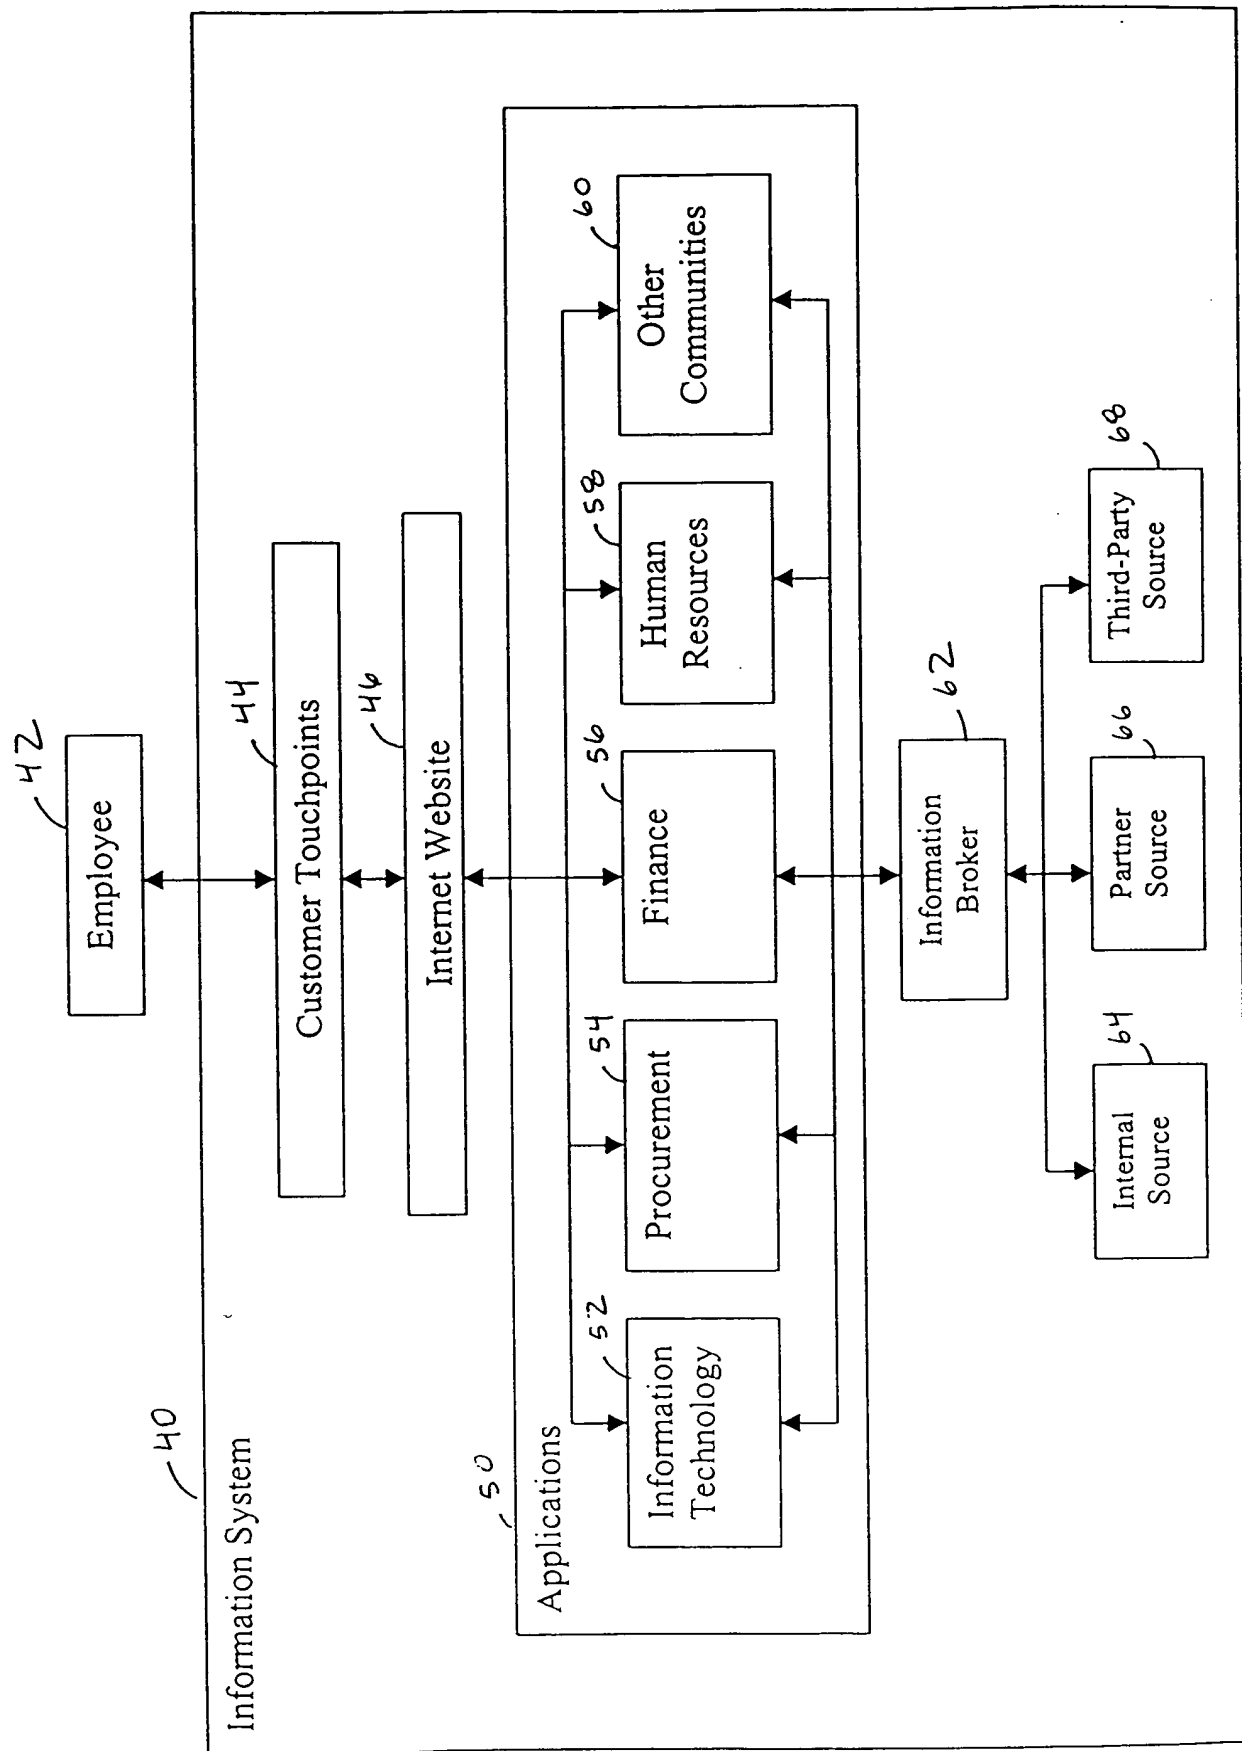 42
Employee
40
Information System
44
Customer Touchpoints
46
Internet Website
50
Applications
52
Information
Technology
54
Procurement
56
Finance
58
Human
Resources
60
Other
Communities
62
Information
Broker
64
Internal
Source
66
Partner
Source
68
Third-Party
Source